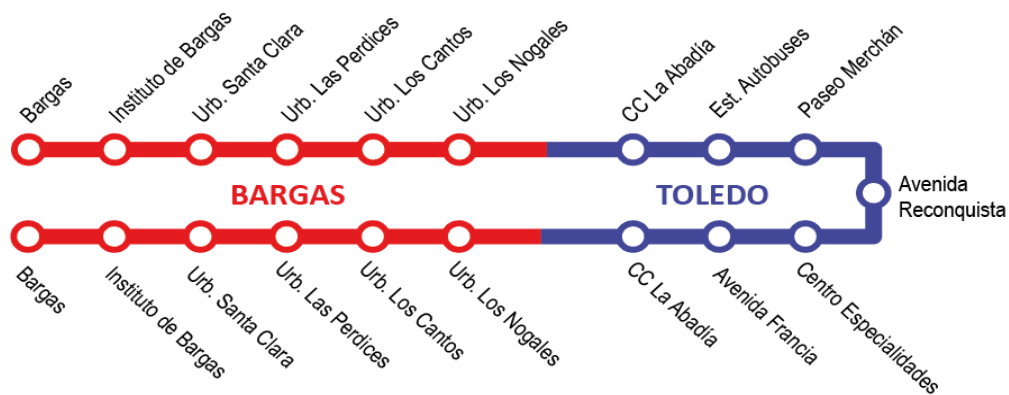 Bargas
Instituto de Bargas
Urb. Santa Clara
Urb. Las Perdices
Urb. Los Cantos
Urb. Los Nogales
CC La Abadía
Est. Autobuses
Paseo Merchán
BARGAS
TOLEDO
Avenida
Reconquista
Bargas
Instituto de Bargas
Urb. Santa Clara
Urb. Las Perdices
Urb. Los Cantos
Urb. Los Nogales
CC La Abadía
Avenida Francia
Centro Especialidades